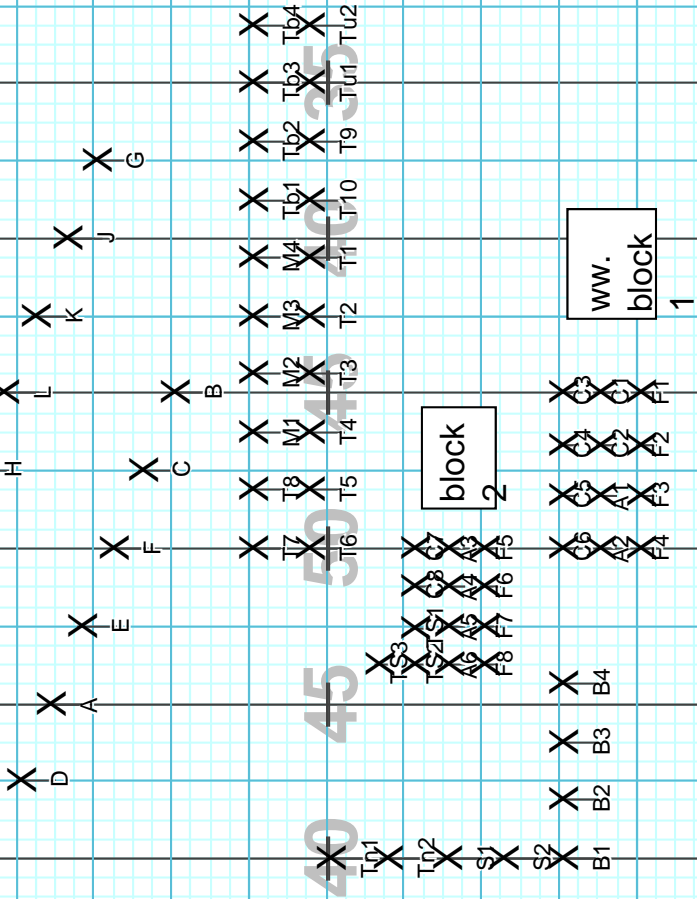 H
L
D
K
A
J
E
G
F
C
B
T7 T8 M1 M2 M3 M4 Tb1 Tb2 Tb3 Tb4
40 45 50 45 40 35
T6 T5 T4 T3 T2 T1 T10 T9 Tu1 Tu2
Tn1
TS3
Tn2
TS2 TS1 C8 C7
block
2
A6 A5 A4 A3
S1
F8 F7 F6 F5
S2
C6 C5 C4 C3
B1 B2 B3 B4
A2 A1 C2 C1
F4 F3 F2 F1
ww.
block
1